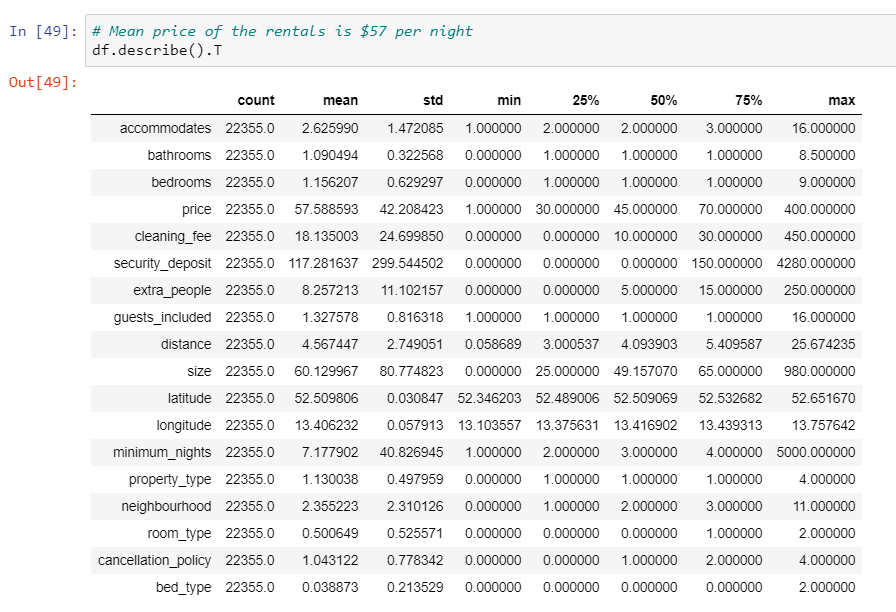 In [49]: # Mean price of the rentals is $57 per night
df.describe().T
Out[49]:
count mean std min 25% 50% 75% max
accommodates 22355.0 2.625990 1.472085 1.000000 2.000000 2.000000 3.000000 16.000000
bathrooms 22355.0 1.090494 0.322568 0.000000 1.000000 1.000000 1.000000 8.500000
bedrooms 22355.0 1.156207 0.629297 0.000000 1.000000 1.000000 1.000000 9.000000
price 22355.0 57.588593 42.208423 1.000000 30.000000 45.000000 70.000000 400.000000
cleaning_fee 22355.0 18.135003 24.699850 0.000000 0.000000 10.000000 30.000000 450.000000
security_deposit 22355.0 117.281637 299.544502 0.000000 0.000000 0.000000 150.000000 4280.000000
extra_people 22355.0 8.257213 11.102157 0.000000 0.000000 5.000000 15.000000 250.000000
guests_included 22355.0 1.327578 0.816318 1.000000 1.000000 1.000000 1.000000 16.000000
distance 22355.0 4.567447 2.749051 0.058689 3.000537 4.093903 5.409587 25.674235
size 22355.0 60.129967 80.774823 0.000000 25.000000 49.157070 65.000000 980.000000
latitude 22355.0 52.509806 0.030847 52.346203 52.489006 52.509069 52.532682 52.651670
longitude 22355.0 13.406232 0.057913 13.103557 13.375631 13.416902 13.439313 13.757642
minimum_nights 22355.0 7.177902 40.826945 1.000000 2.000000 3.000000 4.000000 5000.000000
property_type 22355.0 1.130038 0.497959 0.000000 1.000000 1.000000 1.000000 4.000000
neighbourhood 22355.0 2.355223 2.310126 0.000000 1.000000 2.000000 3.000000 11.000000
room_type 22355.0 0.500649 0.525571 0.000000 0.000000 0.000000 1.000000 2.000000
cancellation_policy 22355.0 1.043122 0.778342 0.000000 0.000000 1.000000 2.000000 4.000000
bed_type 22355.0 0.038873 0.213529 0.000000 0.000000 0.000000 0.000000 2.000000